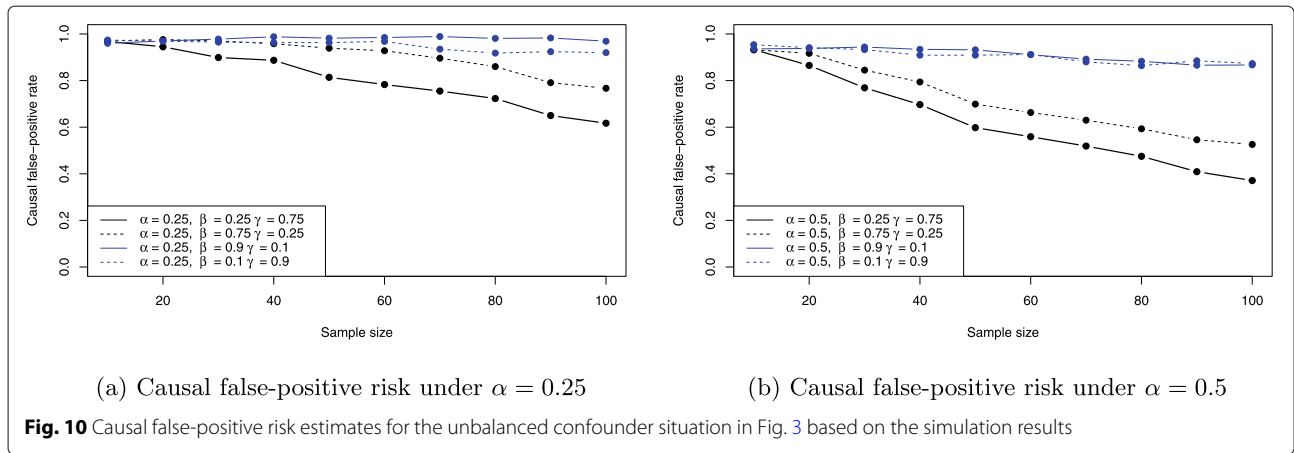 Causal false−positive rate
1.0
0.8
0.6
0.4
0.2
0.0
α = 0.25, β = 0.25 γ = 0.75
α = 0.25, β = 0.75 γ = 0.25
α = 0.25, β = 0.9 γ = 0.1
α = 0.25, β = 0.1 γ = 0.9
20 40 60 80 100
Sample size
(a) Causal false-positive risk under α = 0.25
Causal false−positive rate
1.0
0.8
0.6
0.4
0.2
0.0
α = 0.5, β = 0.25 γ = 0.75
α = 0.5, β = 0.75 γ = 0.25
α = 0.5, β = 0.9 γ = 0.1
α = 0.5, β = 0.1 γ = 0.9
20 40 60 80 100
Sample size
(b) Causal false-positive risk under α = 0.5
Fig. 10 Causal false-positive risk estimates for the unbalanced confounder situation in Fig. 3 based on the simulation results